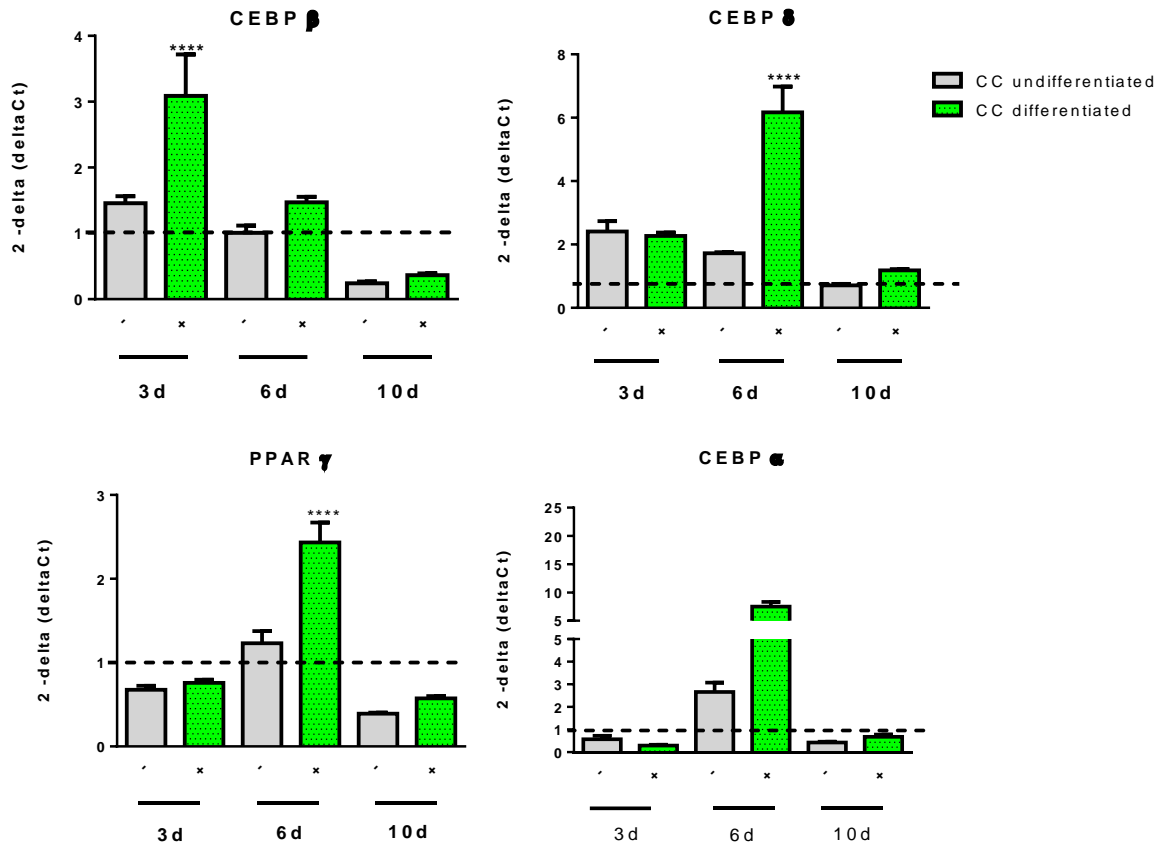 CEBP β
2 -delta (deltaCt)
4
3
2
1
0
****
- + - + - +
3d 6d 10d
CEBP δ
2 -delta (deltaCt)
8
6
4
2
0
****
- + - + - +
3d 6d 10d
CC undifferentiated
CC differentiated
PPAR γ
2 -delta (deltaCt)
3
2
1
0
****
- + - + - +
3d 6d 10d
CEBP α
2 -delta (deltaCt)
25
20
15
10
5
5
4
3
2
1
0
- + - + - +
3d 6d 10d